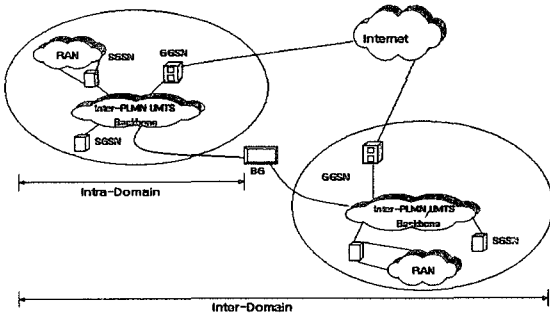 RAN
SGSN
GGSN
Internet
Inter-PLMN UMTS
Backbone
SGSN
BG
Intra-Domain
GGSN
Inter-PLMN UMTS
Backbone
SGSN
RAN
Inter-Domain